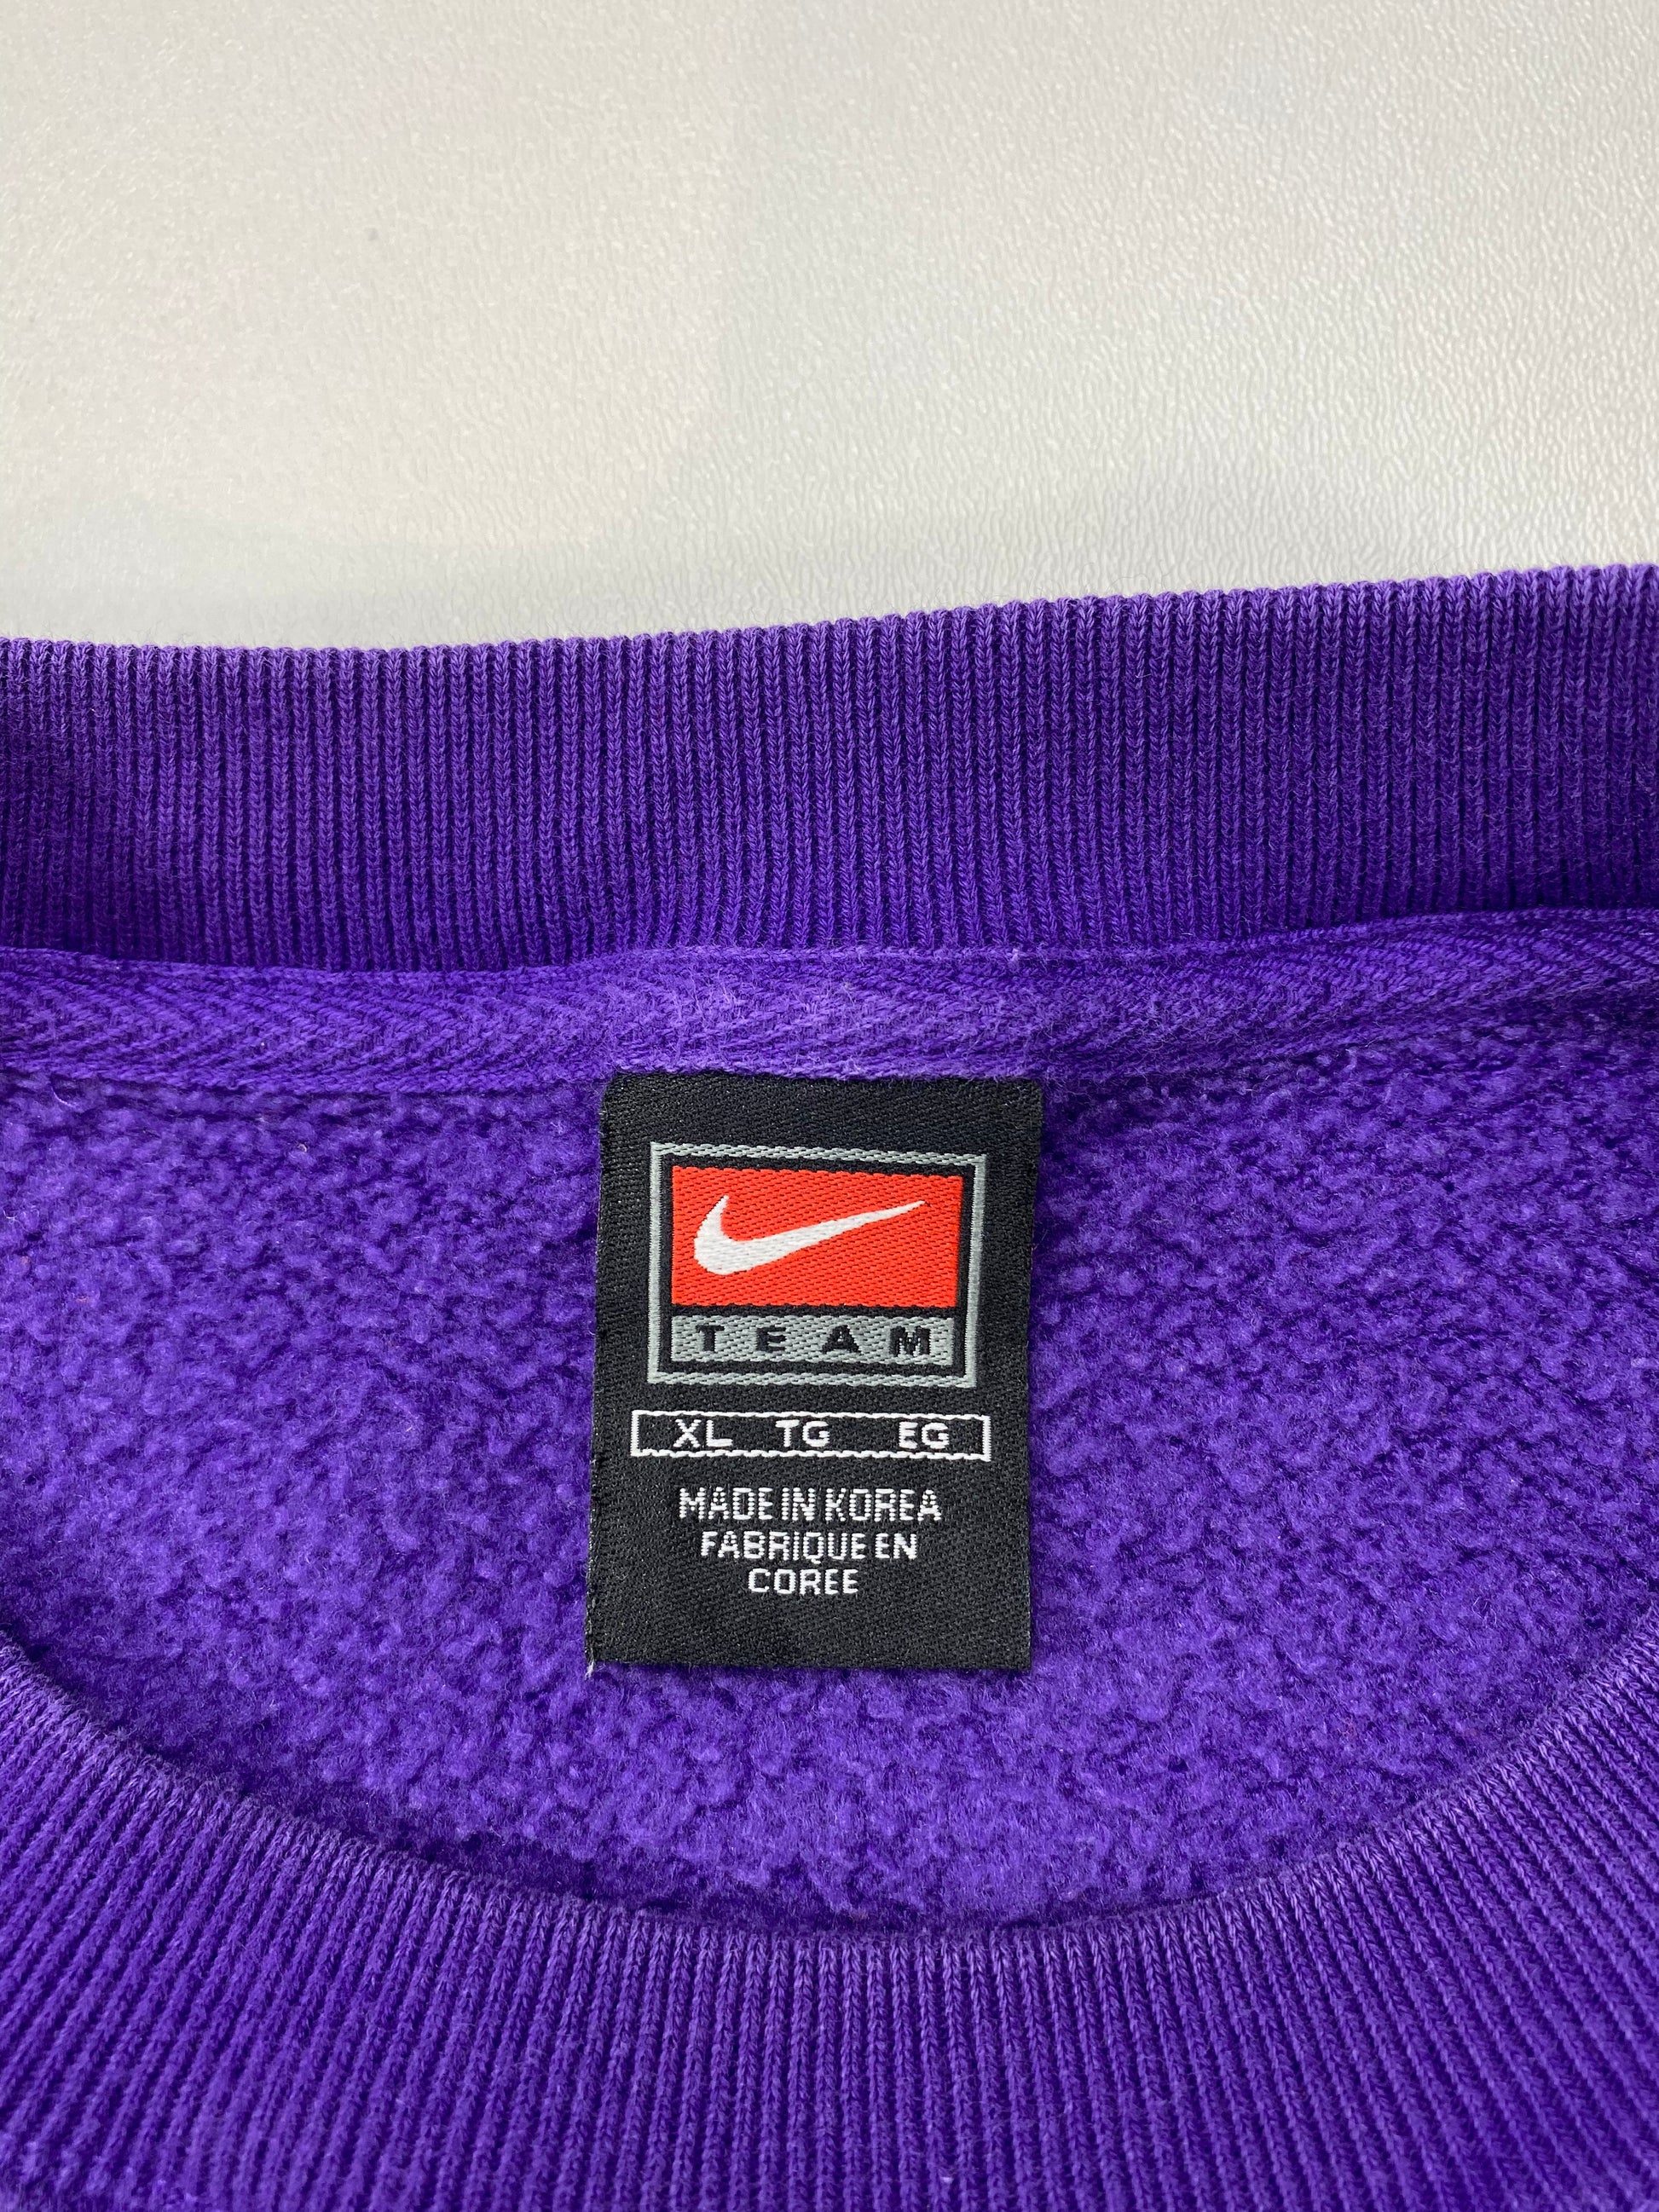 TEAM
XL TG EG
MADE IN KOREA
FABRIQUE EN
COREE